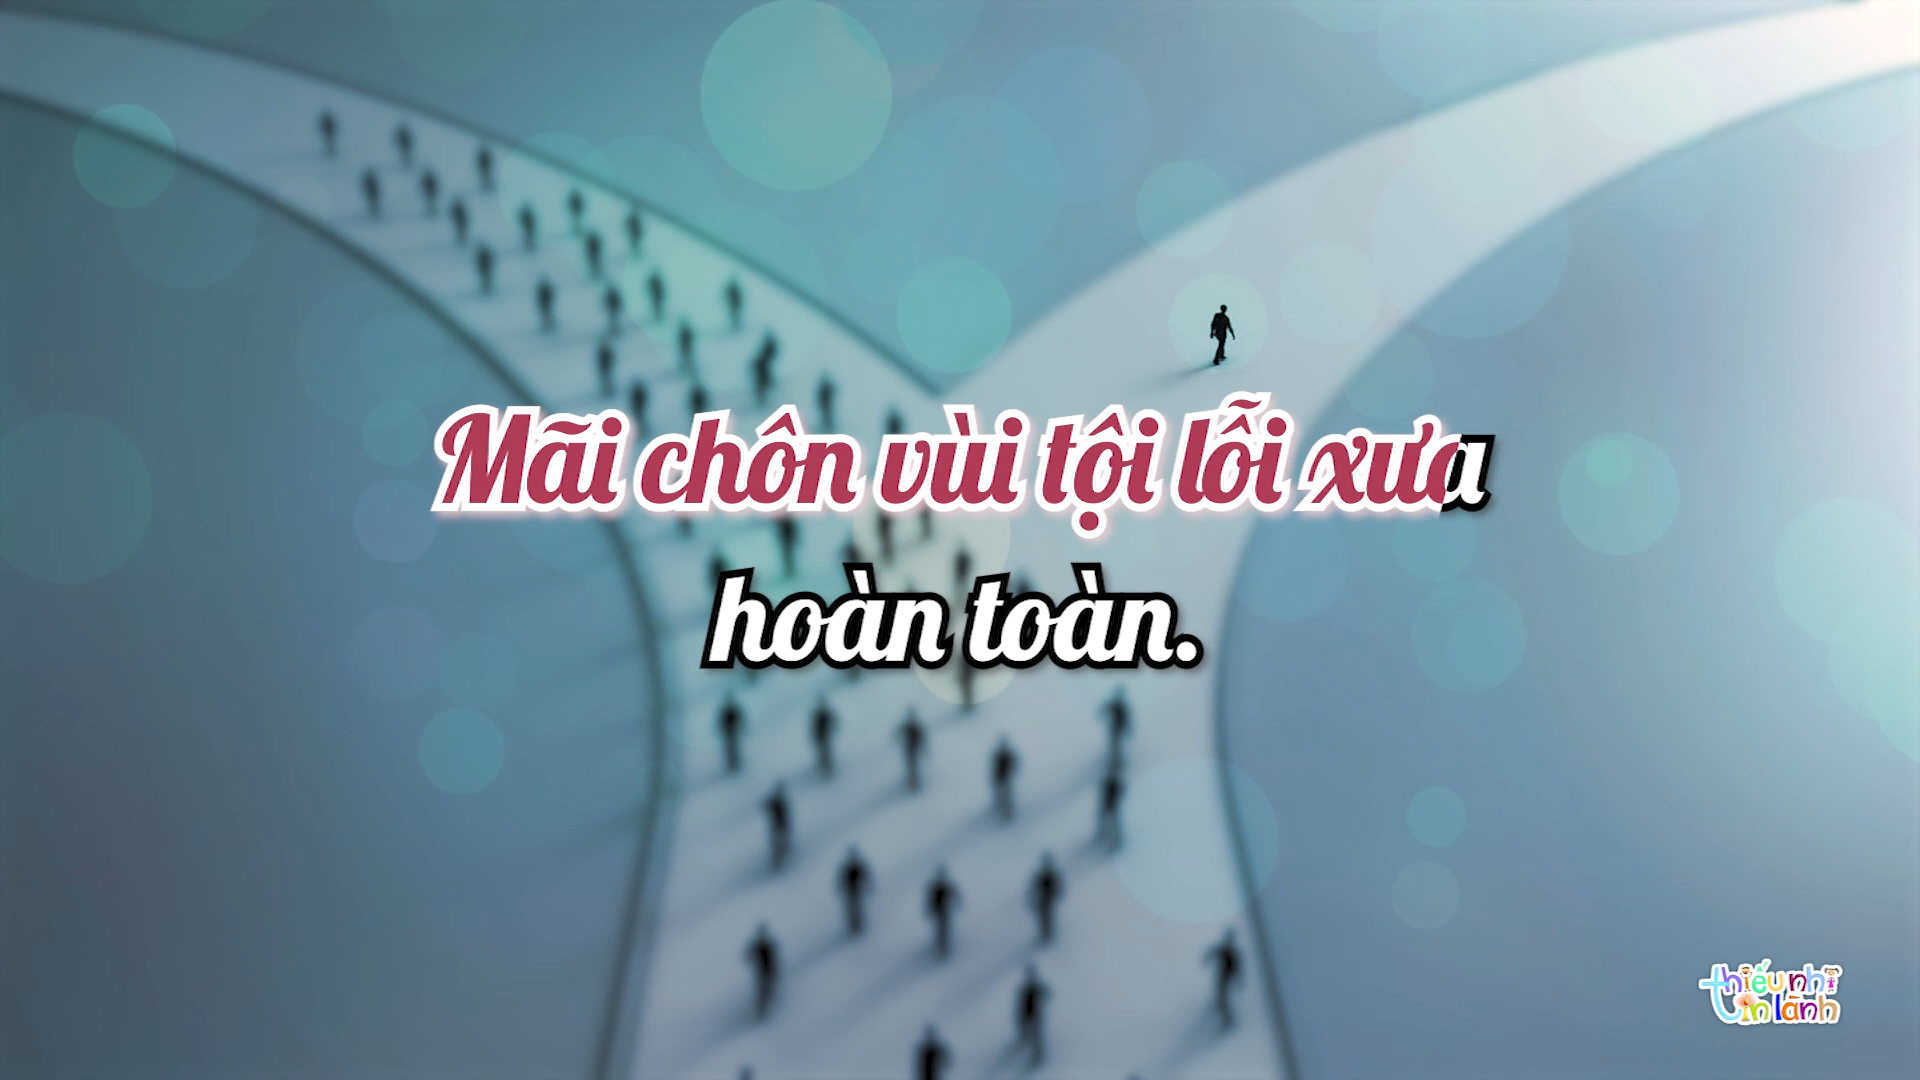 Mãi chôn vùi tội lỗi xưa
hoàn toàn.
thiếu nhi
tin lành